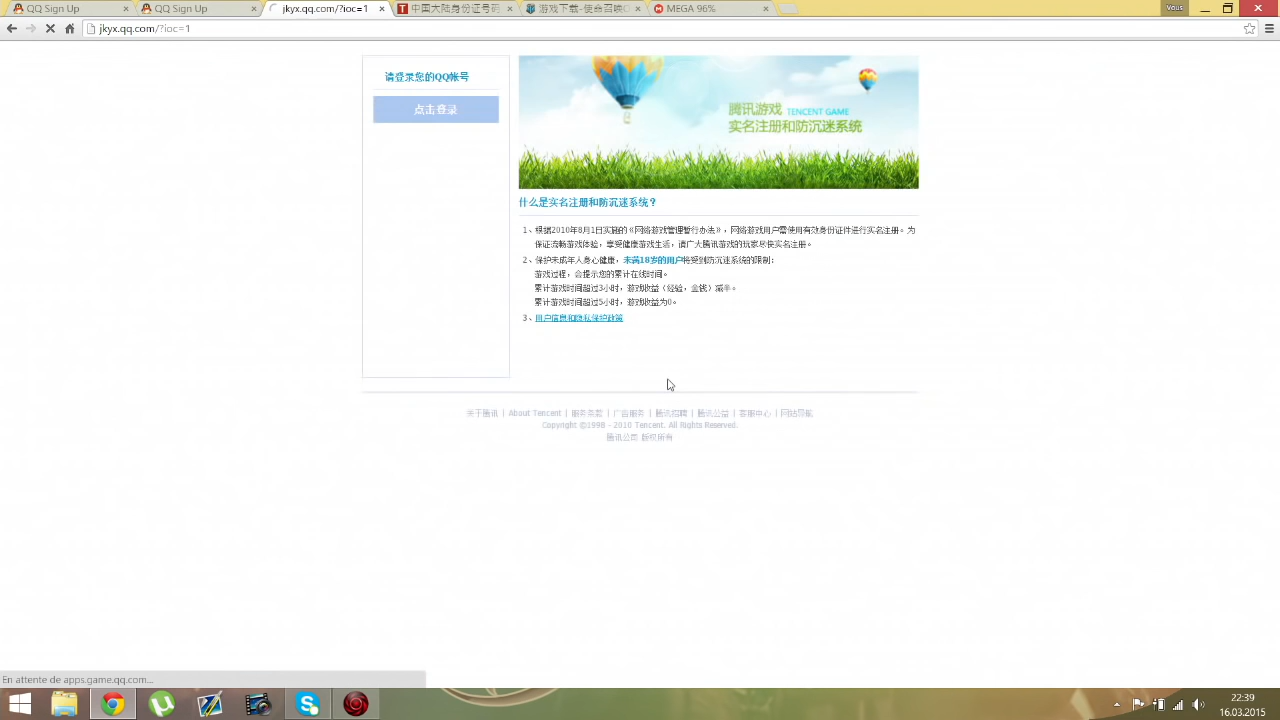 QQ Sign Up
QQ Sign Up
jkyx.qq.com/?ioc=1
中国大陆身份证号码
游戏下载-使命召唤O
MEGA 96%
Vous
jkyx.qq.com/?ioc=1
请登录您的QQ帐号
点击登录
腾讯游戏 TENCENT GAME
实名注册和防沉迷系统
什么是实名注册和防沉迷系统？
1、根据2010年8月1日实施的《网络游戏管理暂行办法》，网络游戏用户需使用有效身份证件进行实名注册。为
保证流畅游戏体验，享受健康游戏生活，请广大腾讯游戏的玩家尽快实名注册。
2、保护未成年人身心健康，未满18岁的用户将受到防沉迷系统的限制：
游戏过程，会提示您的累计在线时间。
累计游戏时间超过3小时，游戏收益（经验，金钱）减半。
累计游戏时间超过5小时，游戏收益为0。
3、用户信息和隐私保护政策
关于腾讯 | About Tencent | 服务条款 | 广告服务 | 腾讯招聘 | 腾讯公益 | 客服中心 | 网站导航
Copyright ©1998 - 2010 Tencent. All Rights Reserved.
腾讯公司 版权所有
En attente de apps.game.qq.com...
22:39
16.03.2015